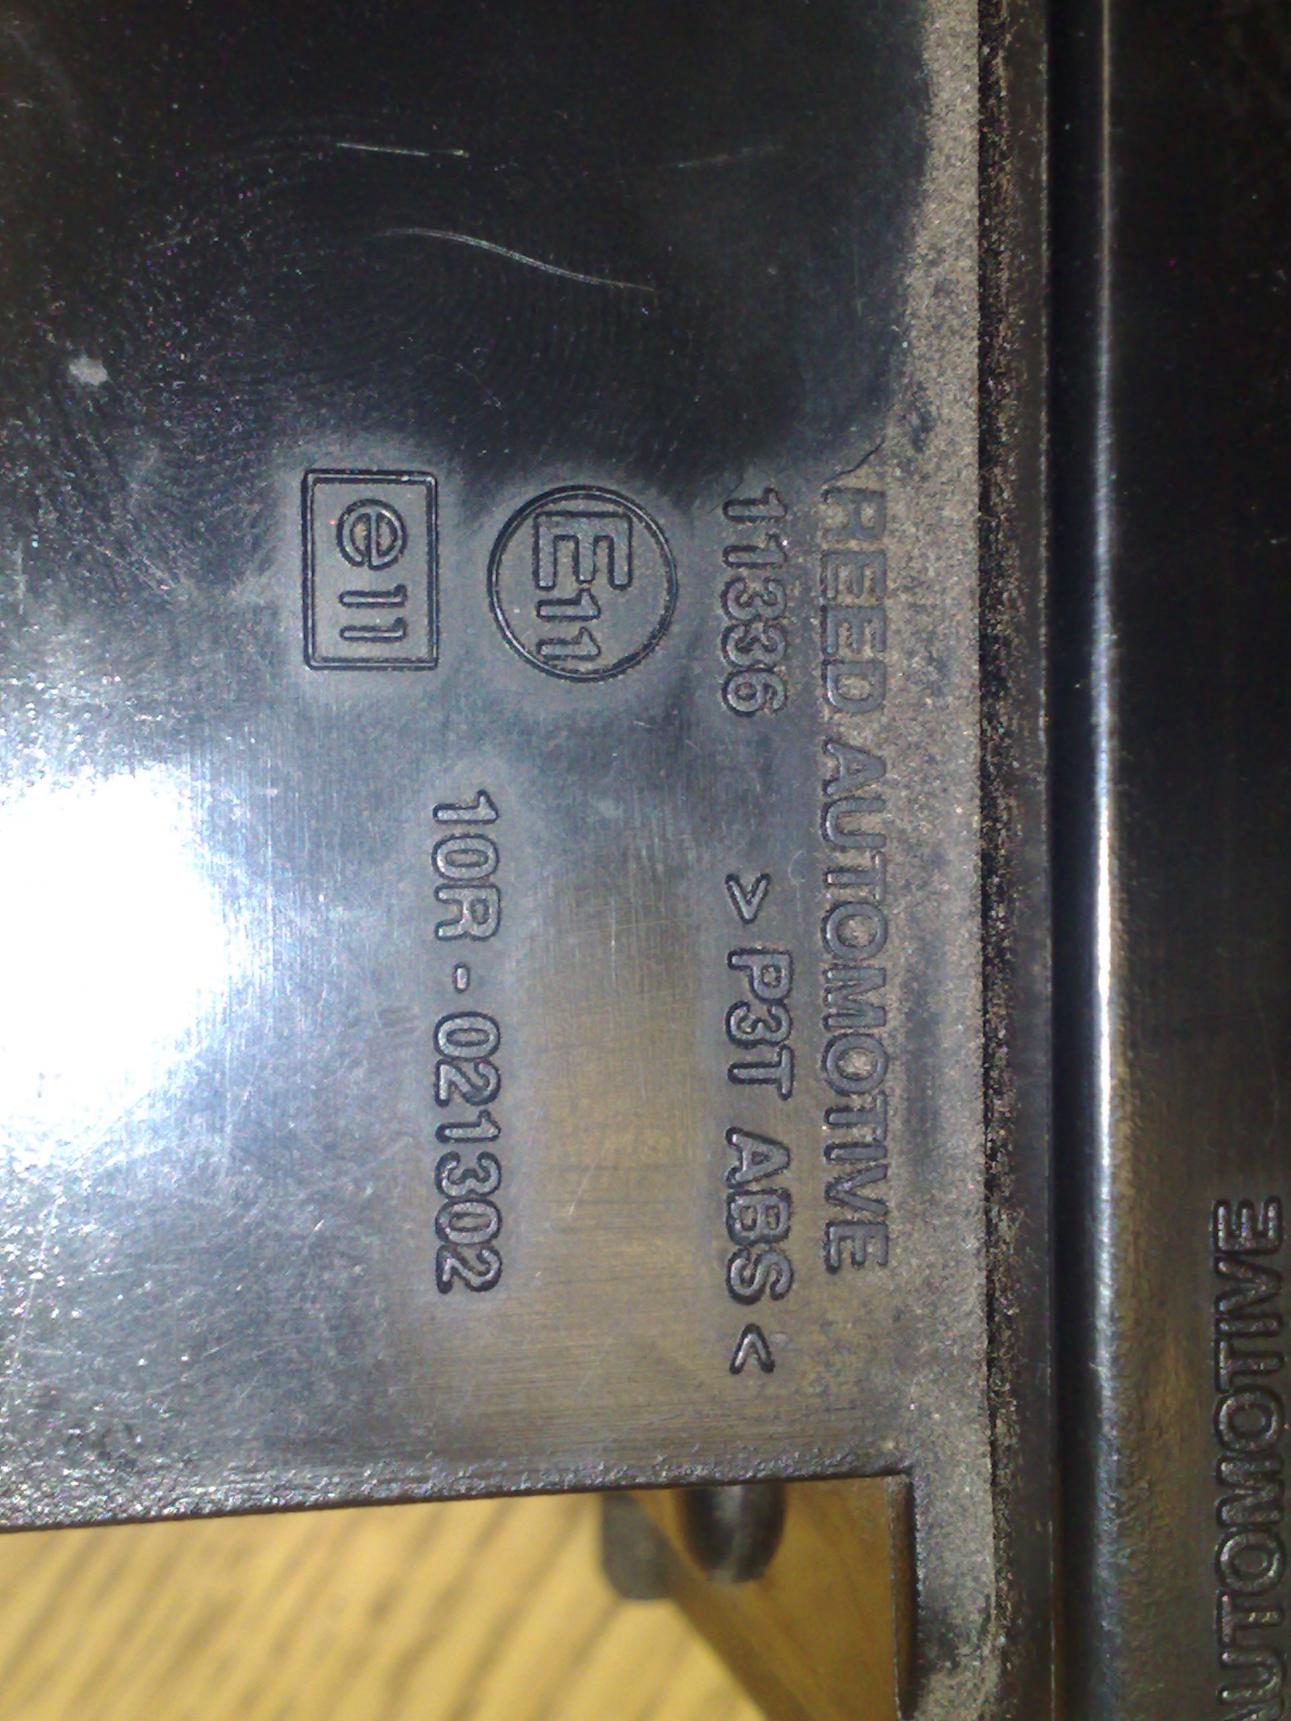 REED AUTOMOTIVE
11336 >P3T ABS<
E11
10R-021302
e11
AUTOMOTIVE